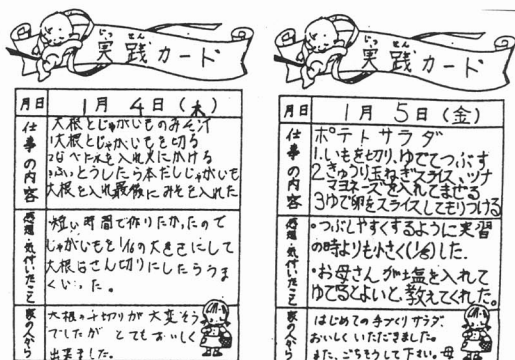 じっ せん
実践カード
月日 1月 4日(木)
仕事の内容
大根とじゃがいものみそ汁
1大根とじゃがいもを切る
2なべに水を入れ火にかける
3ふっとうしたら本だしじゃがいも
大根を入れ最後にみそを入れた
感想・気付いたこと
・短い時間で作りたかったので
じゃがいもを1/6の大きさにして
大根はさん切りにしたらうま
くいった。
家の人から
大根の千切りが大変そう
でしたが とてもおいしく
出来ました。
じっ せん
実践カード
月日 1月 5日(金)
仕事の内容
ポテトサラダ
1.いもを切り、ゆでてつぶす
2.きゅうり玉ねぎスライス、ツナ
マヨネーズを入れてまぜる
3ゆで卵をスライスしてもりつける
感想・気付いたこと
・つぶしやすくするように実習
の時よりも小さく(1/8)した。
・お母さんが塩を入れて
ゆでるとよいと、教えてくれた。
家の人から
はじめての手づくりサラダ、
おいしくいただきました。
また、ごちそうして下さい。母